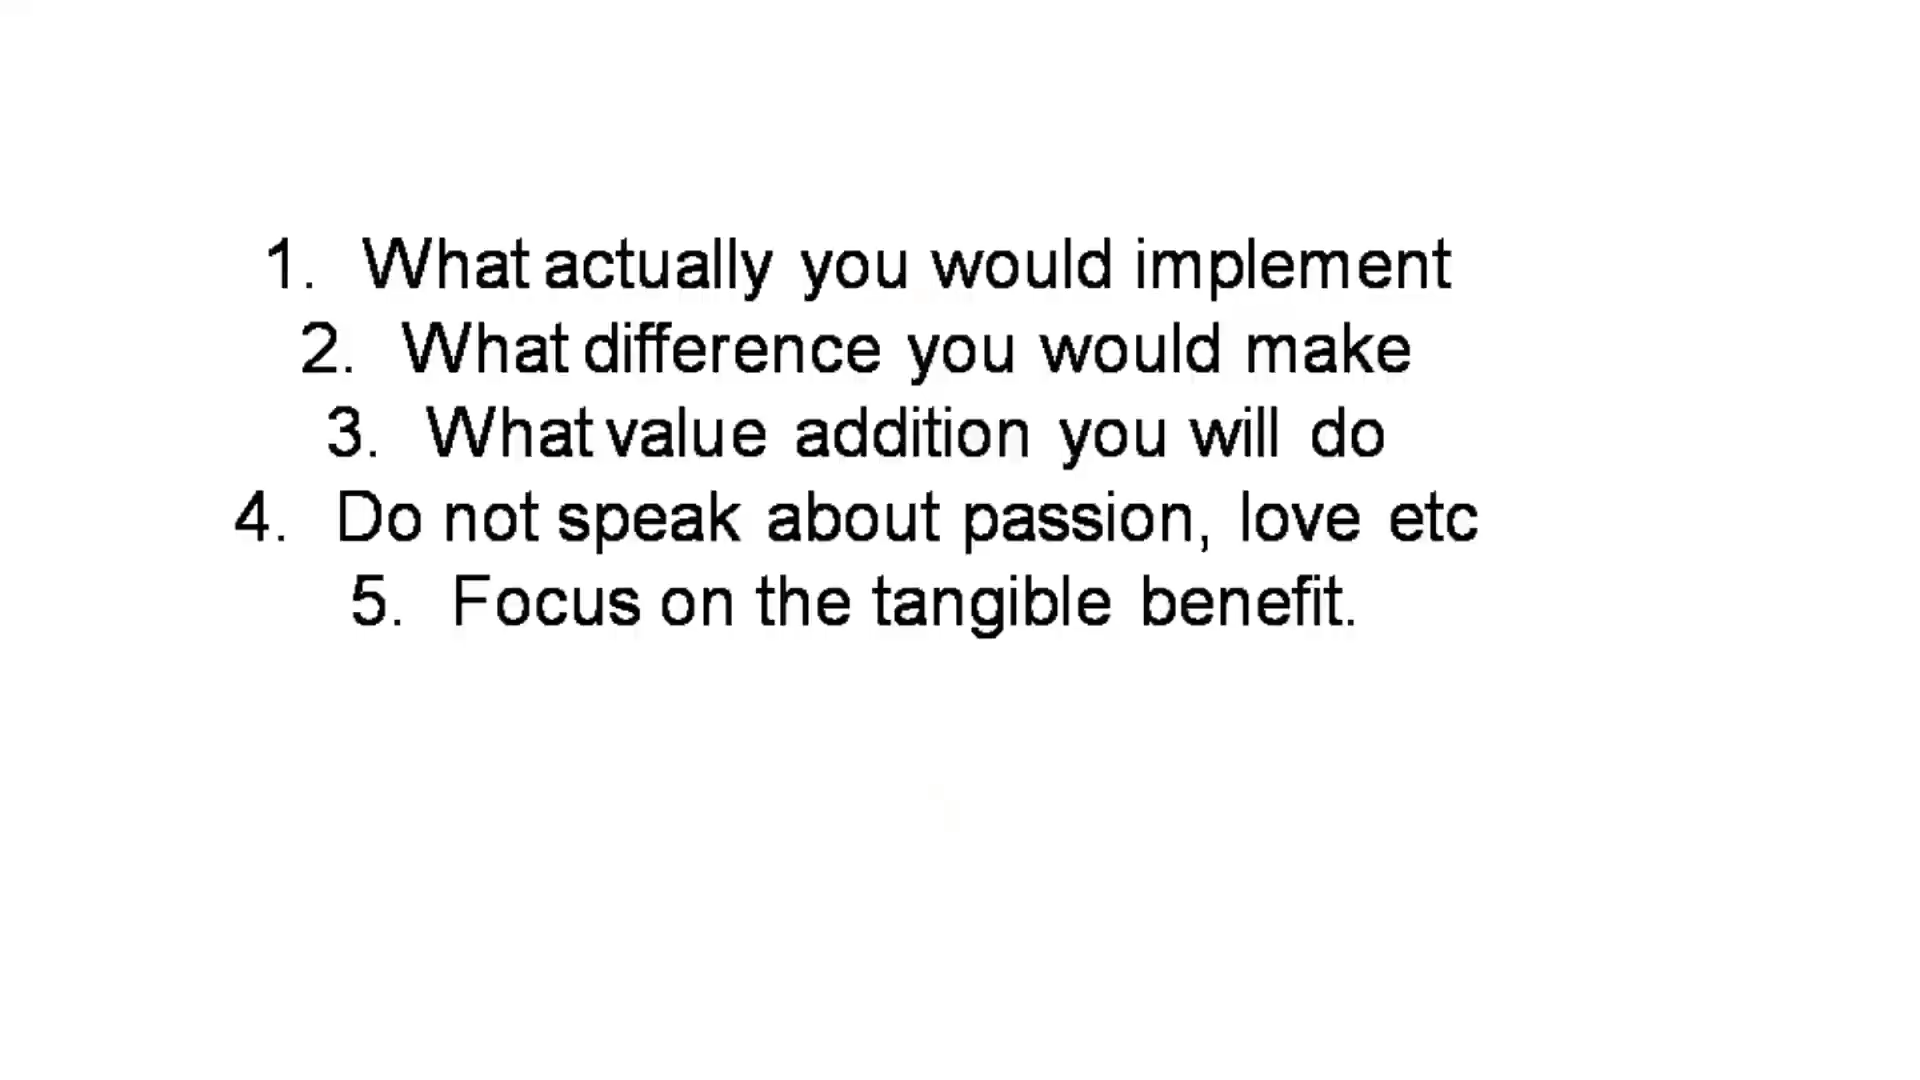 1. What actually you would implement
2. What difference you would make
3. What value addition you will do
4. Do not speak about passion, love etc
5. Focus on the tangible benefit.